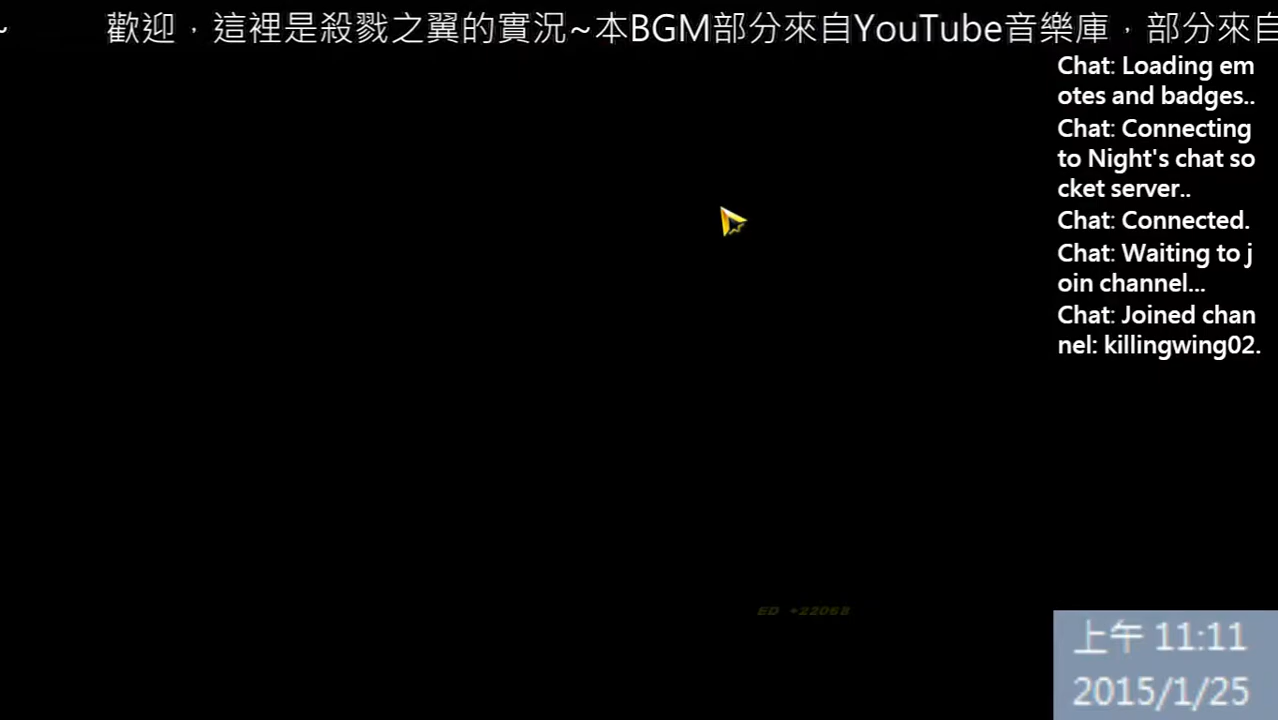 ~ 歡迎，這裡是殺戮之翼的實況~本BGM部分來自YouTube音樂庫，部分來自
Chat: Loading em
otes and badges..
Chat: Connecting
to Night's chat so
cket server..
Chat: Connected.
Chat: Waiting to j
oin channel...
Chat: Joined chan
nel: killingwing02.
ED +22068
上午 11:11
2015/1/25